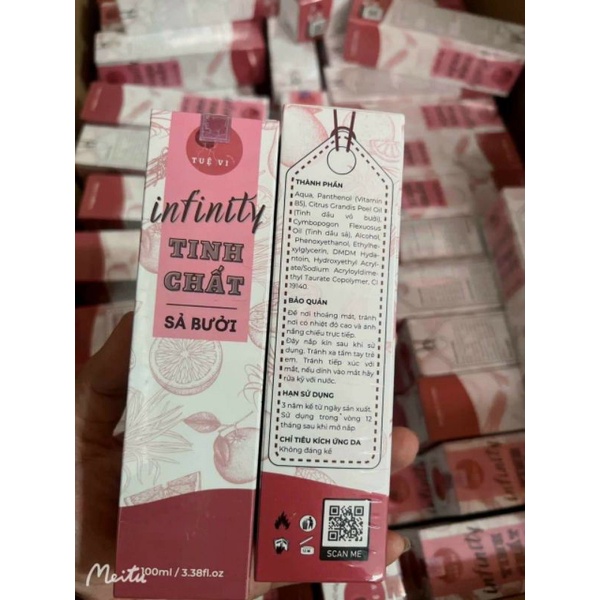 TUỆ VI
infinity
TINH
CHẤT
SẢ BƯỞI
100ml / 3.38fl.oz
THÀNH PHẦN
Aqua, Panthenol (Vitamin
B5), Citrus Grandis Peel Oil
(Tinh dầu vỏ bưởi),
Cymbopogon Flexuosus
Oil (Tinh dầu sả), Alcohol,
Phenoxyethanol, Ethylhe-
xylglycerin, DMDM Hyda-
ntoin, Hydroxyethyl Acryl-
ate/Sodium Acryloyldime-
thyl Taurate Copolymer, CI
19140.
BẢO QUẢN
Để nơi thoáng mát, tránh
nơi có nhiệt độ cao và ánh
nắng chiếu trực tiếp.
Đậy nắp kín sau khi sử
dụng. Tránh xa tầm tay trẻ
em. Tránh tiếp xúc với
mắt, nếu dính vào mắt hãy
rửa kỹ với nước.
HẠN SỬ DỤNG
3 năm kể từ ngày sản xuất.
Sử dụng trong vòng 12
tháng sau khi mở nắp
CHỈ TIÊU KÍCH ỨNG DA
Không đáng kể
12 M
SCAN ME
infinity
Meitu